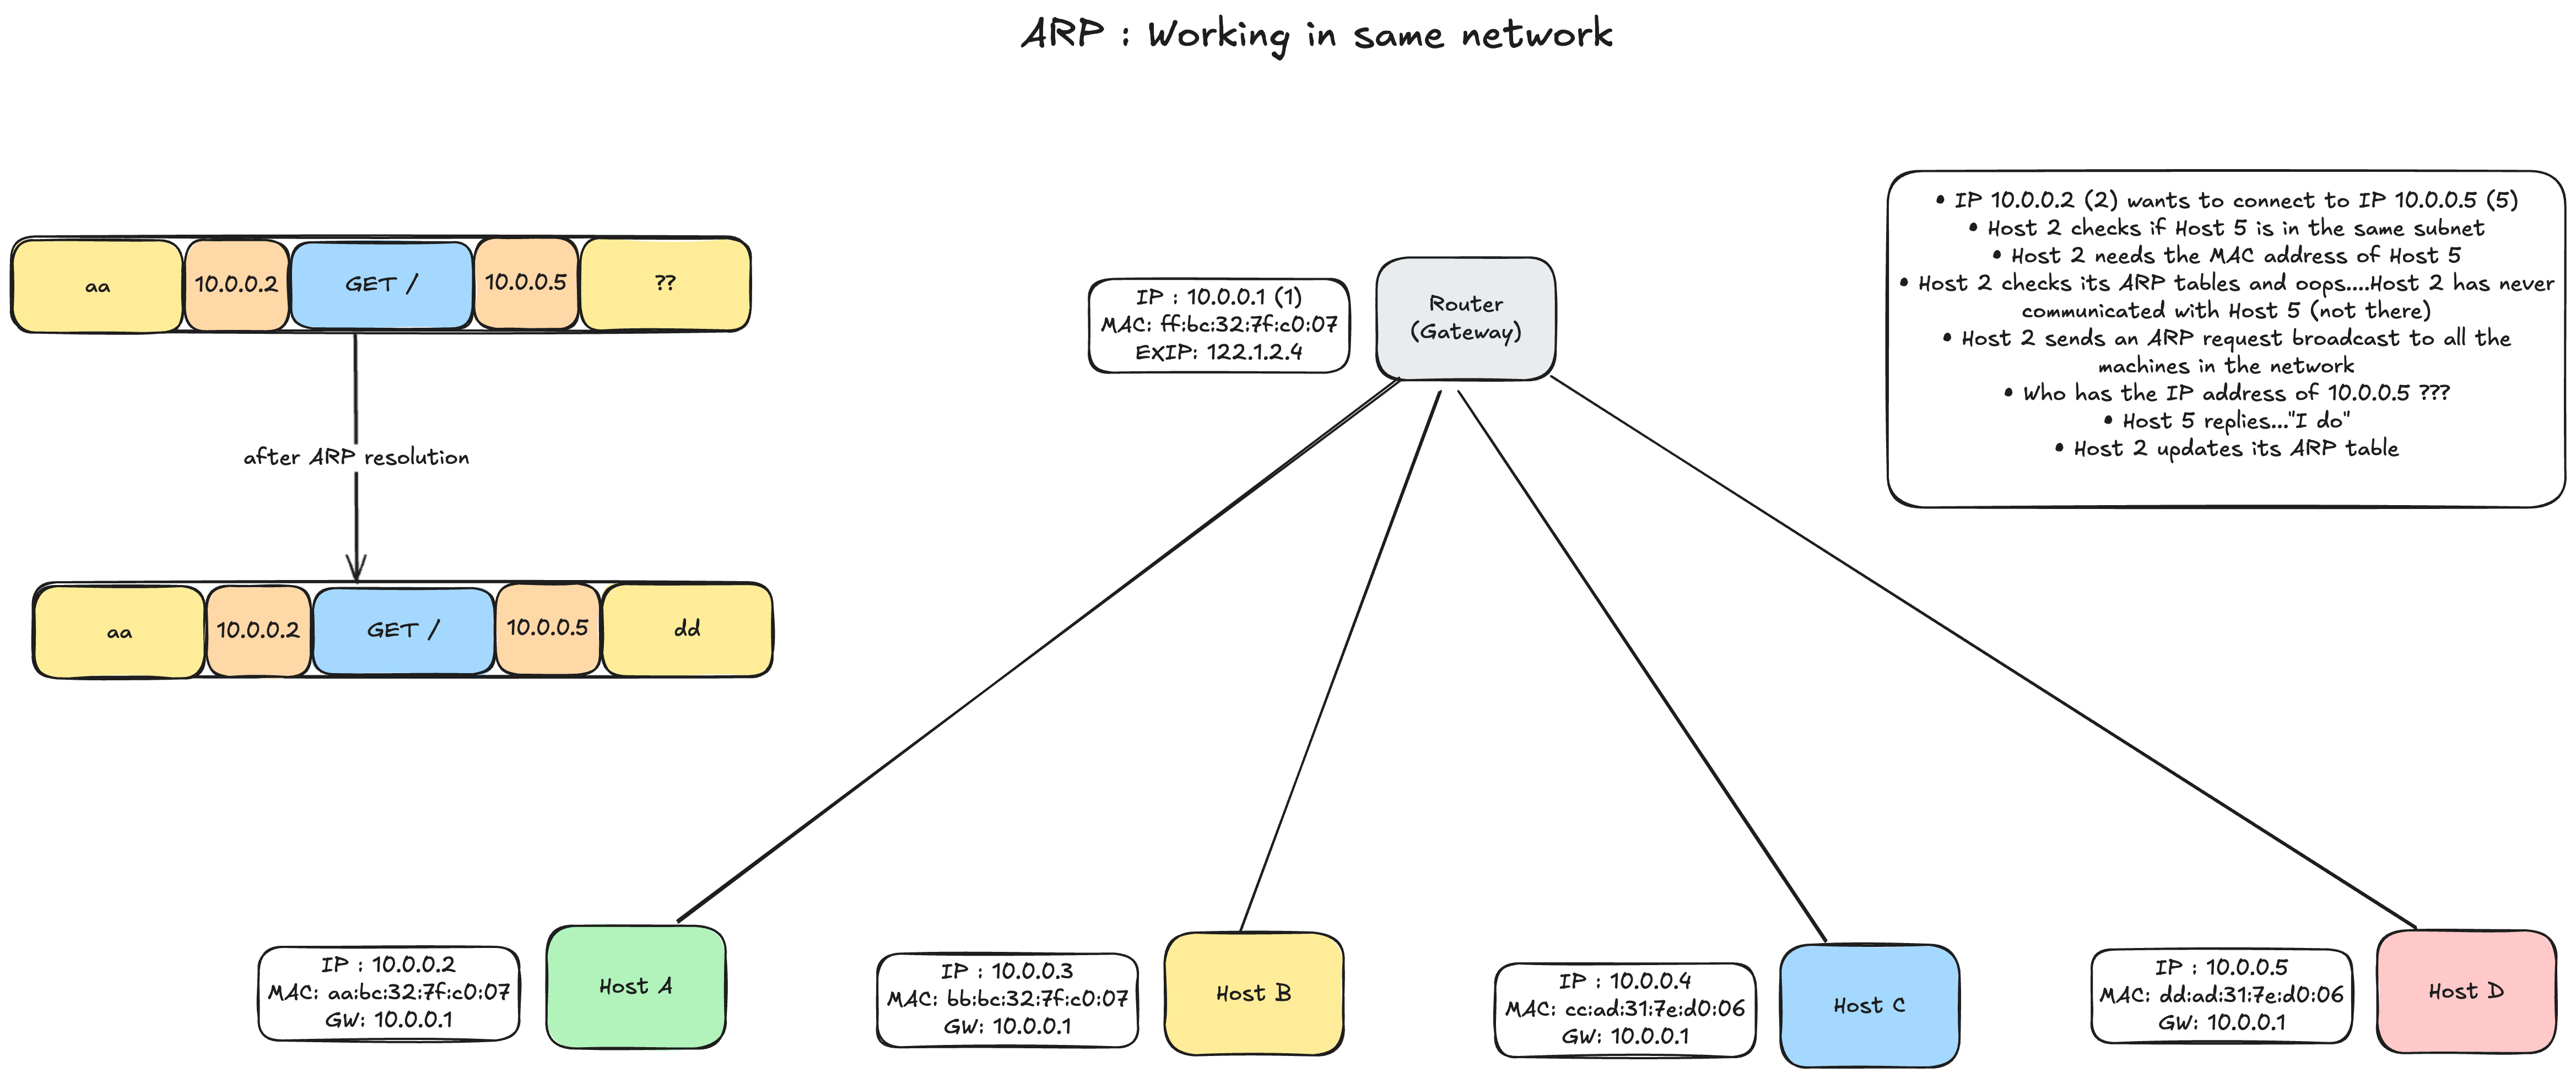 ARP : Working in same network
aa
10.0.0.2
GET /
10.0.0.5
??
after ARP resolution
aa
10.0.0.2
GET /
10.0.0.5
dd
IP : 10.0.0.1 (1)
MAC: ff:bc:32:7f:c0:07
EXIP: 122.1.2.4
Router
(Gateway)
• IP 10.0.0.2 (2) wants to connect to IP 10.0.0.5 (5)
• Host 2 checks if Host 5 is in the same subnet
• Host 2 needs the MAC address of Host 5
• Host 2 checks its ARP tables and oops....Host 2 has never
communicated with Host 5 (not there)
• Host 2 sends an ARP request broadcast to all the
machines in the network
• Who has the IP address of 10.0.0.5 ???
• Host 5 replies..."I do"
• Host 2 updates its ARP table
IP : 10.0.0.2
MAC: aa:bc:32:7f:c0:07
GW: 10.0.0.1
Host A
IP : 10.0.0.3
MAC: bb:bc:32:7f:c0:07
GW: 10.0.0.1
Host B
IP : 10.0.0.4
MAC: cc:ad:31:7e:d0:06
GW: 10.0.0.1
Host C
IP : 10.0.0.5
MAC: dd:ad:31:7e:d0:06
GW: 10.0.0.1
Host D